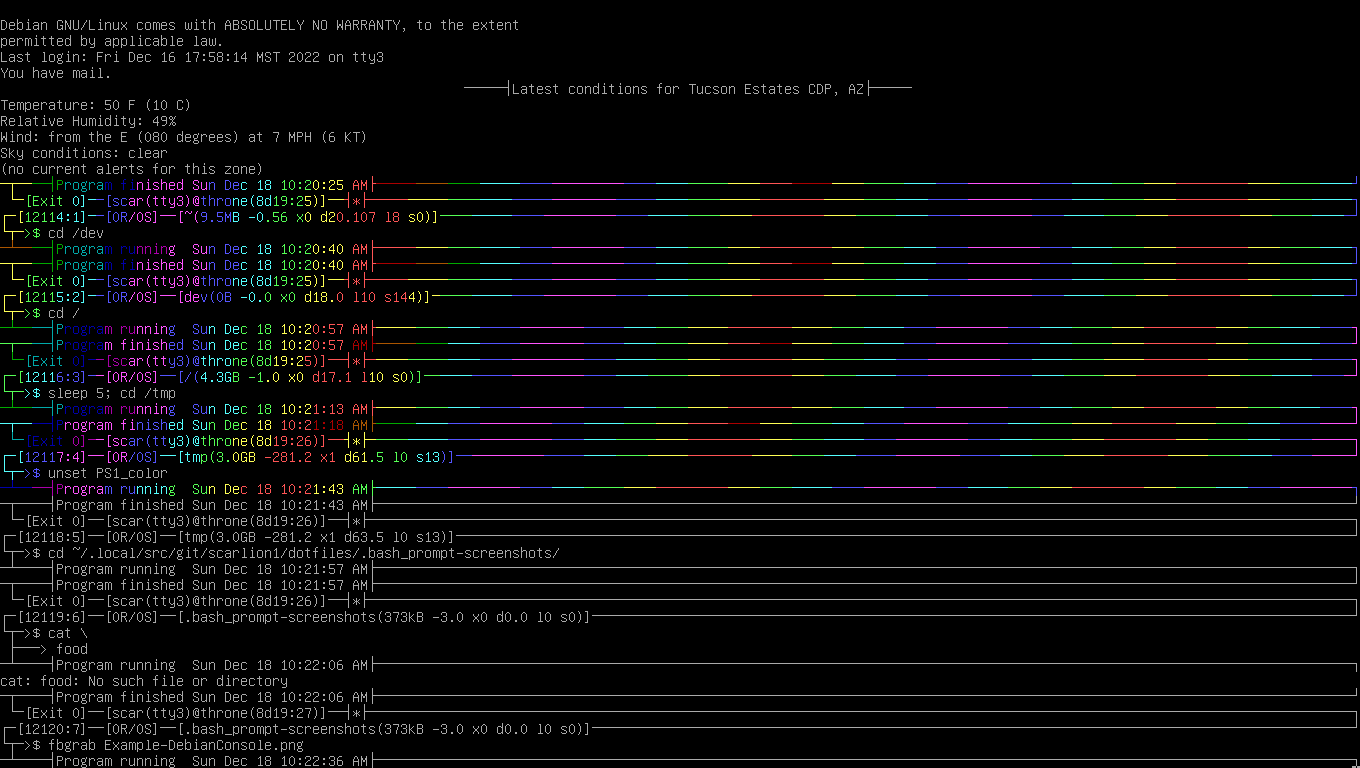 Debian GNU/Linux comes with ABSOLUTELY NO WARRANTY, to the extent
permitted by applicable law.
Last login: Fri Dec 16 17:58:14 MST 2022 on tty3
You have mail.
Latest conditions for Tucson Estates CDP, AZ
Temperature: 50 F (10 C)
Relative Humidity: 49%
Wind: from the E (080 degrees) at 7 MPH (6 KT)
Sky conditions: clear
(no current alerts for this zone)
Program finished Sun Dec 18 10:20:25 AM
[Exit 0]──[scar(tty3)@throne(8d19:25)]──┤*├
[12114:1]──[0R/0S]──[~(9.5MB -0.56 x0 d20.107 l8 s0)]
>$ cd /dev
Program running  Sun Dec 18 10:20:40 AM
Program finished Sun Dec 18 10:20:40 AM
[Exit 0]──[scar(tty3)@throne(8d19:25)]──┤*├
[12115:2]──[0R/0S]──[dev(0B -0.0 x0 d18.0 l10 s144)]
>$ cd /
Program running  Sun Dec 18 10:20:57 AM
Program finished Sun Dec 18 10:20:57 AM
[Exit 0]──[scar(tty3)@throne(8d19:25)]──┤*├
[12116:3]──[0R/0S]──[/(4.3GB -1.0 x0 d17.1 l10 s0)]
>$ sleep 5; cd /tmp
Program running  Sun Dec 18 10:21:13 AM
Program finished Sun Dec 18 10:21:18 AM
[Exit 0]──[scar(tty3)@throne(8d19:26)]──┤*├
[12117:4]──[0R/0S]──[tmp(3.0GB -281.2 x1 d61.5 l0 s13)]
>$ unset PS1_color
Program running  Sun Dec 18 10:21:43 AM
Program finished Sun Dec 18 10:21:43 AM
[Exit 0]──[scar(tty3)@throne(8d19:26)]──┤*├
[12118:5]──[0R/0S]──[tmp(3.0GB -281.2 x1 d63.5 l0 s13)]
>$ cd ~/.local/src/git/scarlion1/dotfiles/.bash_prompt-screenshots/
Program running  Sun Dec 18 10:21:57 AM
Program finished Sun Dec 18 10:21:57 AM
[Exit 0]──[scar(tty3)@throne(8d19:26)]──┤*├
[12119:6]──[0R/0S]──[.bash_prompt-screenshots(373kB -3.0 x0 d0.0 l0 s0)]
>$ cat \
> food
Program running  Sun Dec 18 10:22:06 AM
cat: food: No such file or directory
Program finished Sun Dec 18 10:22:06 AM
[Exit 0]──[scar(tty3)@throne(8d19:27)]──┤*├
[12120:7]──[0R/0S]──[.bash_prompt-screenshots(373kB -3.0 x0 d0.0 l0 s0)]
>$ fbgrab Example-DebianConsole.png
Program running  Sun Dec 18 10:22:36 AM